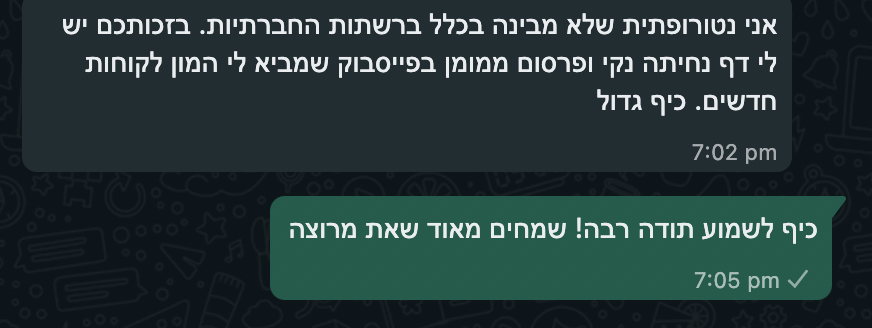 אני נטורופתית שלא מבינה בכלל ברשתות החברתיות. בזכותכם יש
לי דף נחיתה נקי ופרסום ממומן בפייסבוק שמביא לי המון לקוחות
חדשים. כיף גדול
7:02 pm
כיף לשמוע תודה רבה! שמחים מאוד שאת מרוצה
7:05 pm